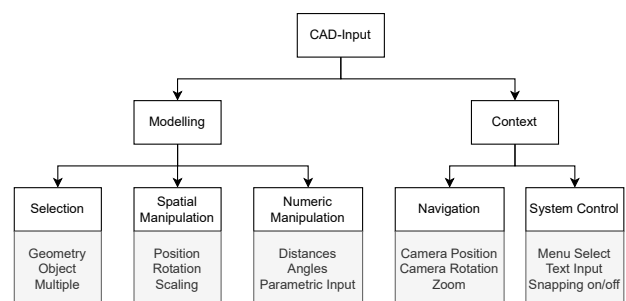 CAD-Input
Modelling
Context
Selection
Geometry
Object
Multiple
Spatial
Manipulation
Position
Rotation
Scaling
Numeric
Manipulation
Distances
Angles
Parametric Input
Navigation
Camera Position
Camera Rotation
Zoom
System Control
Menu Select
Text Input
Snapping on/off